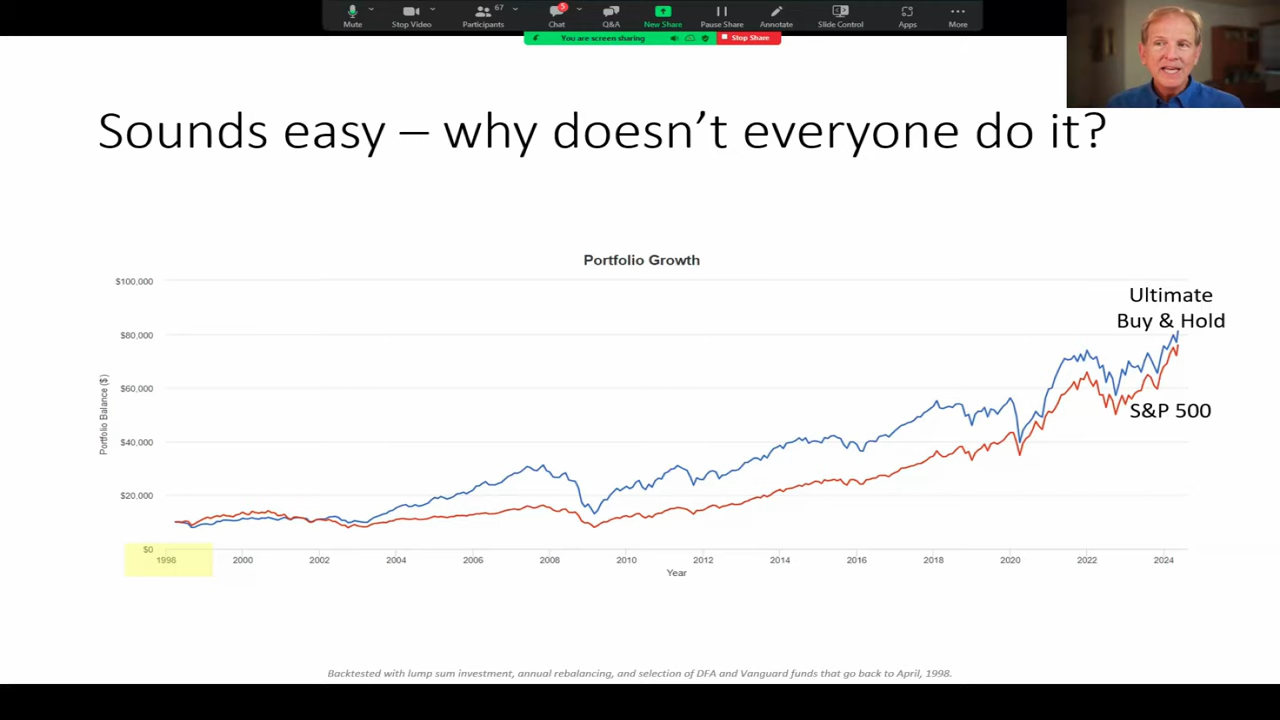 Mute
Stop Video
67
Participants
5
Chat
Q&A
New Share
Pause Share
Annotate
Slide Control
Apps
More
You are screen sharing
Stop Share
Sounds easy – why doesn't everyone do it?
Portfolio Growth
Ultimate
Buy & Hold
S&P 500
Portfolio Balance ($)
$100,000
$80,000
$60,000
$40,000
$20,000
$0
1998 2000 2002 2004 2006 2008 2010 2012 2014 2016 2018 2020 2022 2024
Year
Backtested with lump sum investment, annual rebalancing, and selection of DFA and Vanguard funds that go back to April, 1998.